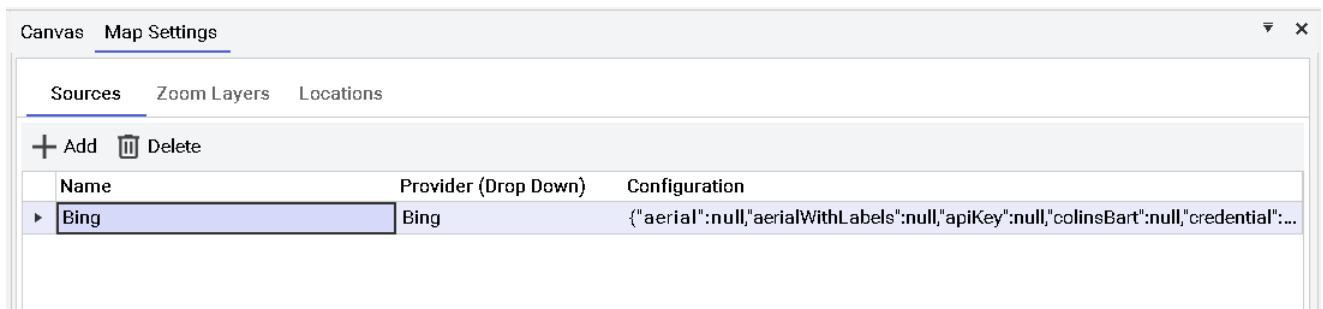 Canvas Map Settings
Sources Zoom Layers Locations
Add Delete
Name Provider (Drop Down) Configuration
Bing Bing {"aerial":null,"aerialWithLabels":null,"apiKey":null,"colinsBart":null,"credential":...